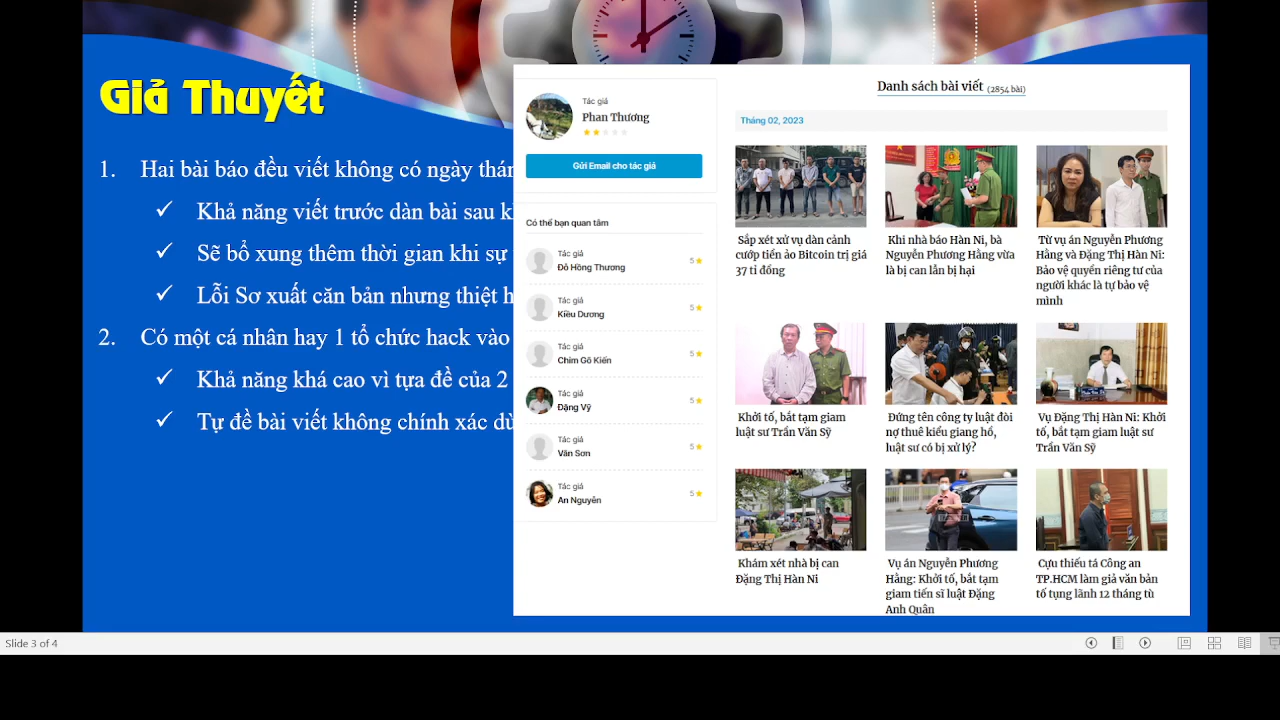 Giả Thuyết
1. Hai bài bao đều viết không có ngày thán
✓ Khả năng viết trước dàn bài sau k
✓ Sẽ bổ xung thêm thời gian khi sự
✓ Lỗi Sơ xuất căn bản nhưng thiệt h
2. Có một cá nhân hay 1 tổ chức hack vào
✓ Khả năng khá cao vì tựa đề của 2
✓ Tự đề bài viết không chính xác dù
Tác giả
Phan Thương
Gửi Email cho tác giả
Có thể bạn quan tâm
Tác giả
Đỗ Hồng Thương
5
Tác giả
Kiều Dương
5
Tác giả
Chim Gõ Kiến
5
Tác giả
Đặng Vỹ
5
Tác giả
Văn Sơn
5
Tác giả
An Nguyên
5
Danh sách bài viết (2854 bài)
Tháng 02, 2023
Sắp xét xử vụ dàn cảnh
cướp tiền ảo Bitcoin trị giá
37 tỉ đồng
Khi nhà báo Hàn Ni, bà
Nguyễn Phương Hằng vừa
là bị can lẫn bị hại
Từ vụ án Nguyễn Phương
Hằng và Đặng Thị Hàn Ni:
Bảo vệ quyền riêng tư của
người khác là tự bảo vệ
mình
Khởi tố, bắt tạm giam
luật sư Trần Văn Sỹ
Đứng tên công ty luật đòi
nợ thuê kiểu giang hồ,
luật sư có bị xử lý?
Vụ Đặng Thị Hàn Ni: Khởi
tố, bắt tạm giam luật sư
Trần Văn Sỹ
Khám xét nhà bị can
Đặng Thị Hàn Ni
Vụ án Nguyễn Phương
Hằng: Khởi tố, bắt tạm
giam tiến sĩ luật Đặng
Anh Quân
Cựu thiếu tá Công an
TP.HCM làm giả văn bản
tố tụng lãnh 12 tháng tù
Slide 3 of 4